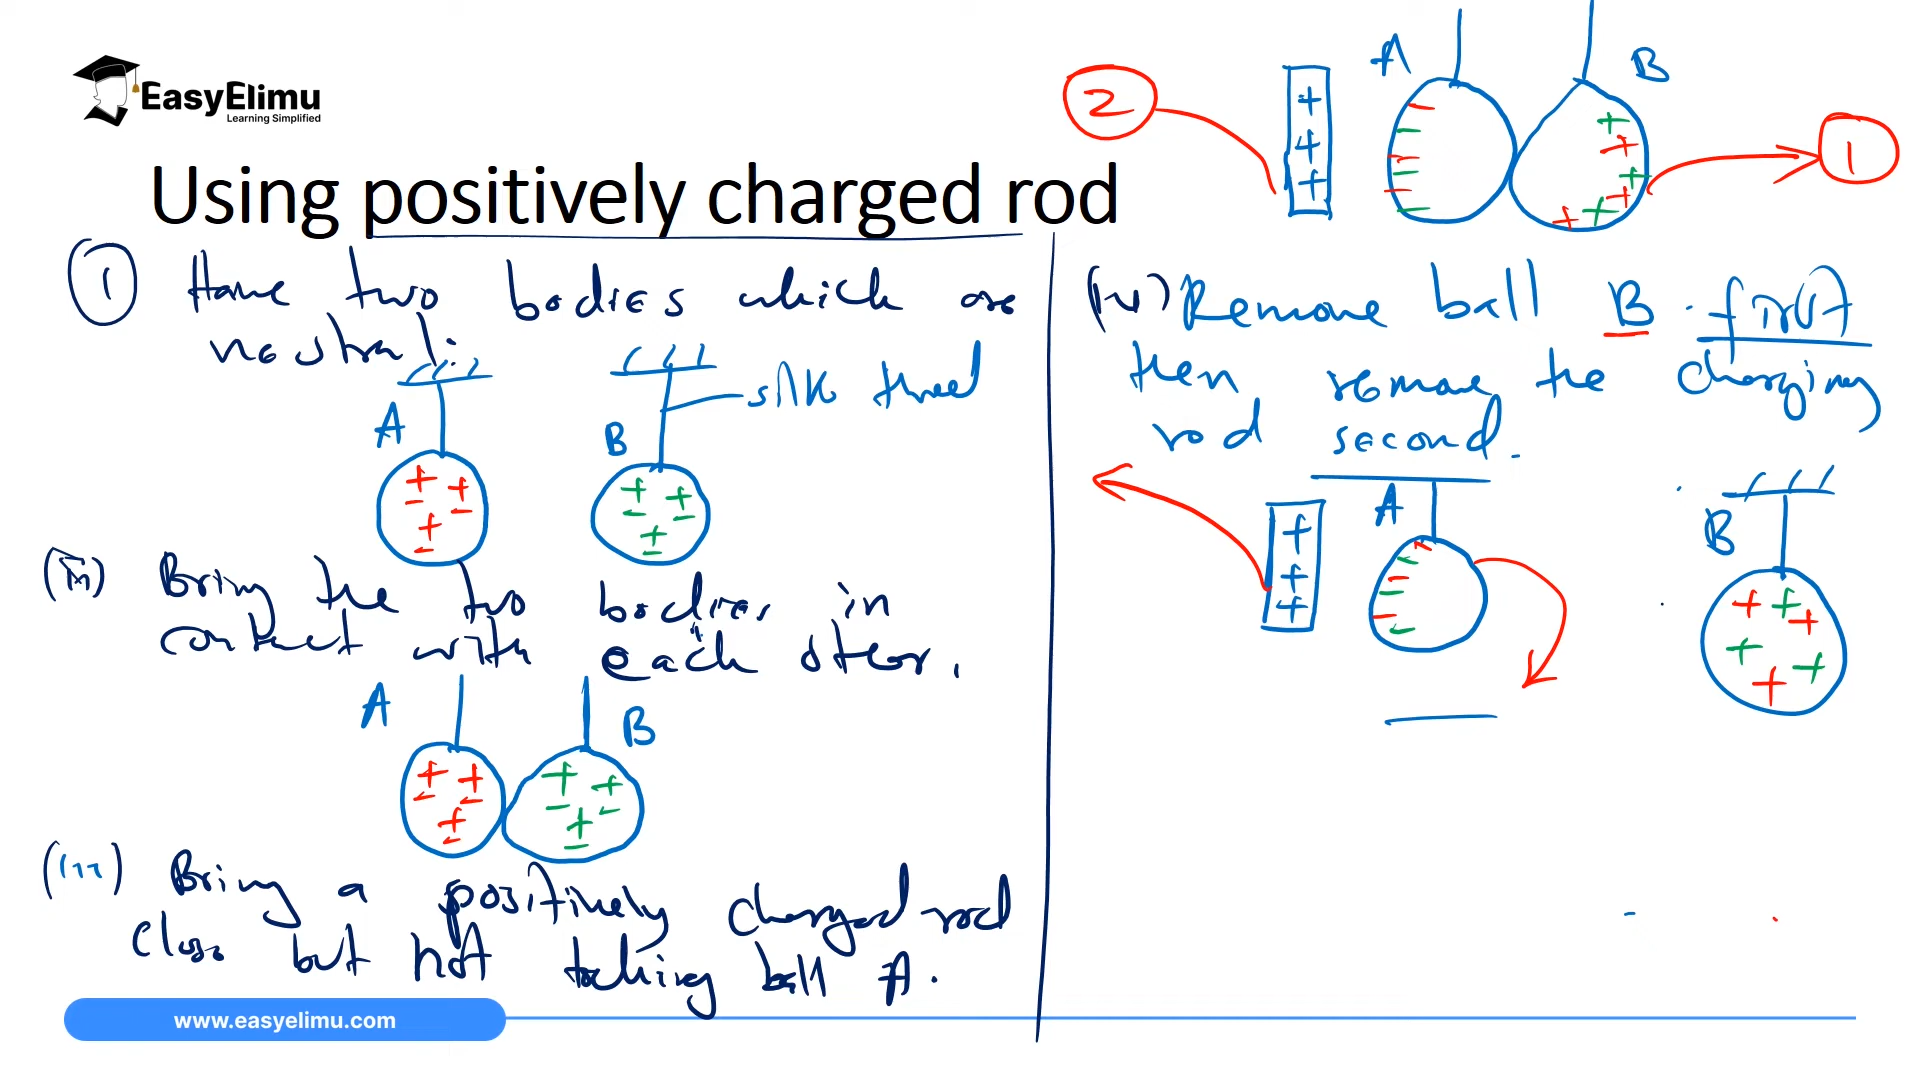 EasyElimu
Learning Simplified
Using positively charged rod
1 Have two bodies which are
neutral:
A
B
silk thread
+ + +
- - -
+ + +
- - -
(ii) Bring the two bodies in
contact with each other.
A
B
+ + +
- - -
+ + +
- - -
(iii) Bring a positively charged rod
close but not touching ball A.
2
+
+
+
A
B
1
(iv) Remove ball B first
then remove the charging
rod second.
+
+
+
A
B
www.easyelimu.com